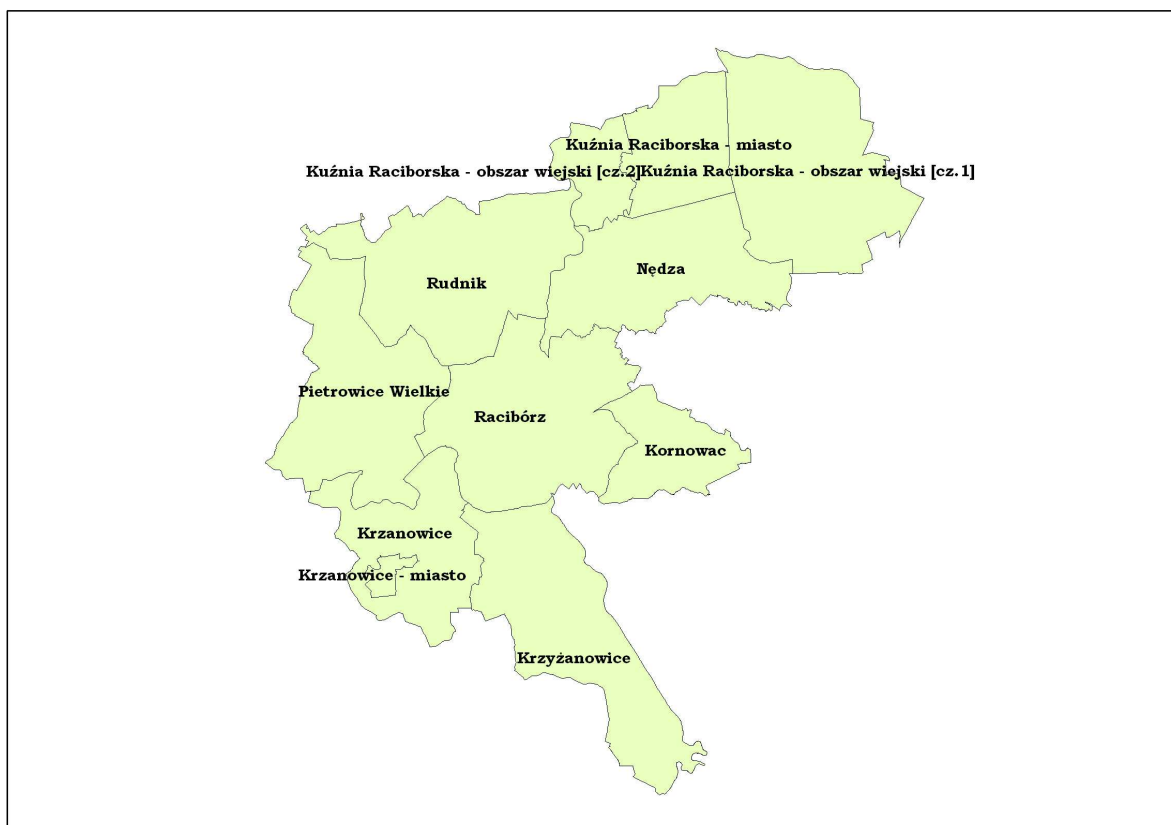 Kuźnia Raciborska - miasto
Kuźnia Raciborska - obszar wiejski [cz.2]
Kuźnia Raciborska - obszar wiejski [cz.1]
Rudnik
Nędza
Pietrowice Wielkie
Racibórz
Kornowac
Krzanowice
Krzanowice - miasto
Krzyżanowice